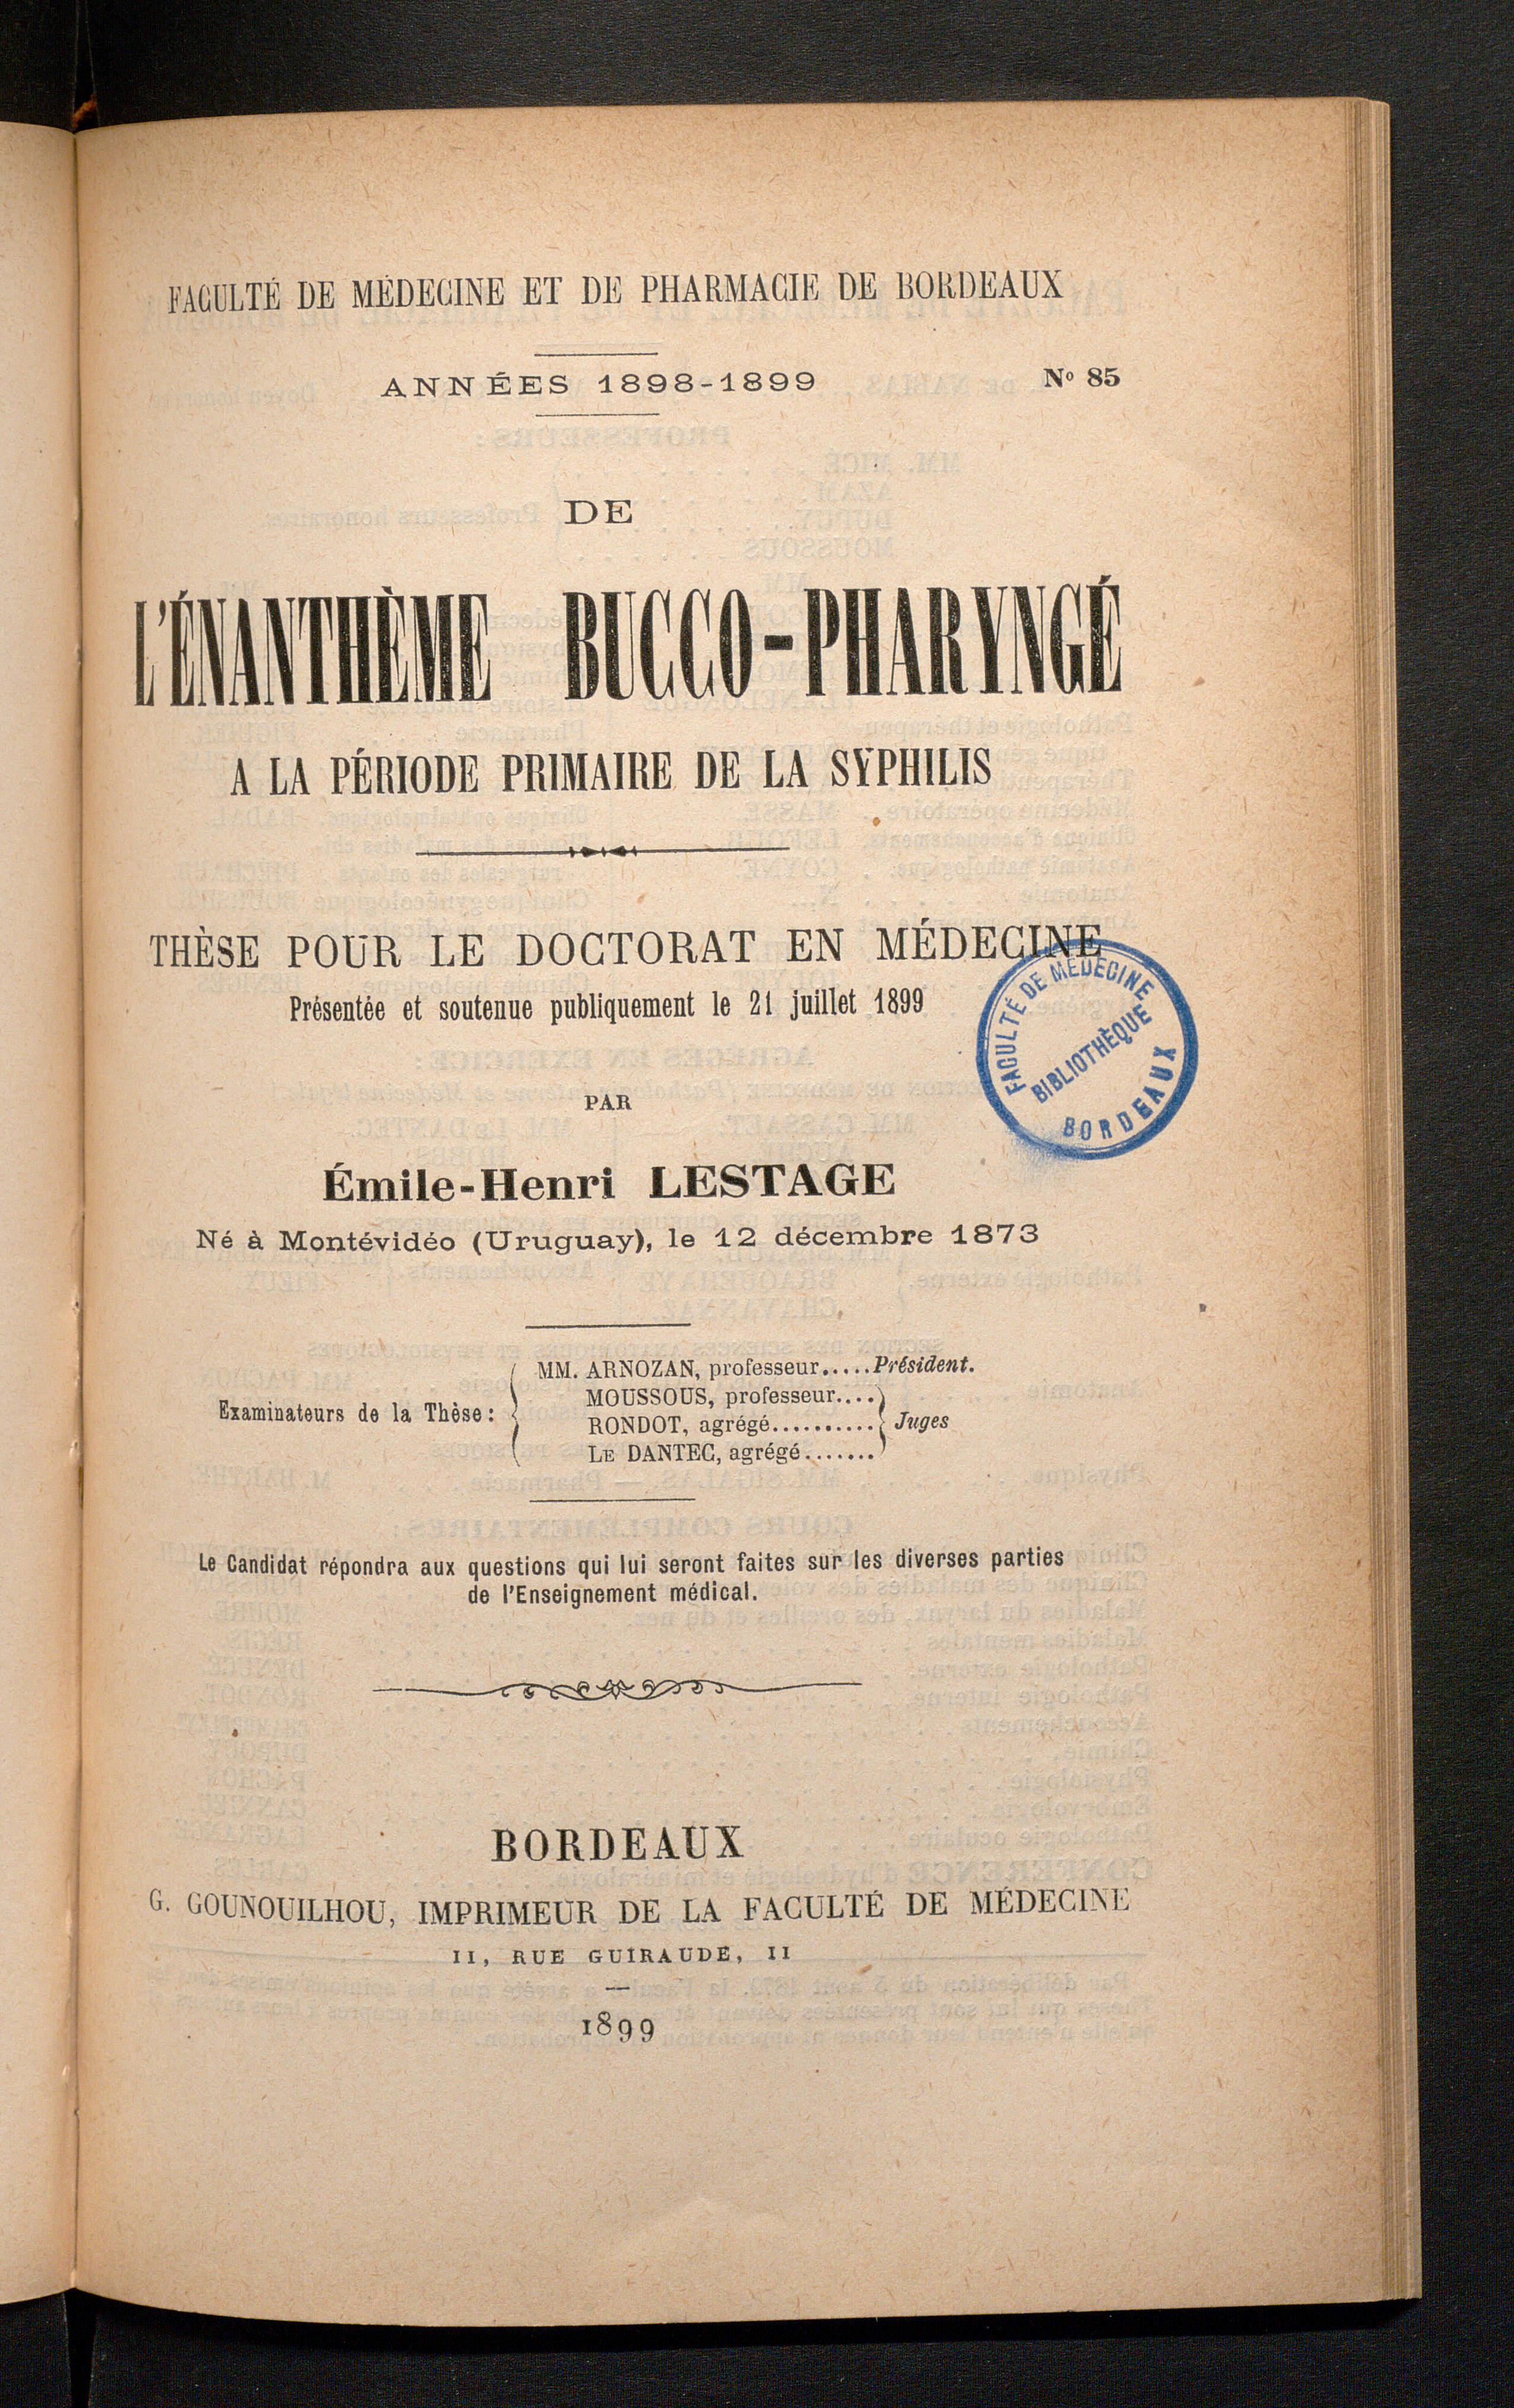 FACULTÉ DE MÉDECINE ET DE PHARMACIE DE BORDEAUX
ANNÉES 1898-1899
N° 85
DE
L'ÉNANTHÈME BUCCO-PHARYNGÉ
A LA PÉRIODE PRIMAIRE DE LA SYPHILIS
THÈSE POUR LE DOCTORAT EN MÉDECINE
Présentée et soutenue publiquement le 21 juillet 1899
FACULTÉ DE MÉDECINE
BIBLIOTHÈQUE
BORDEAUX
PAR
Émile-Henri LESTAGE
Né à Montévidéo (Uruguay), le 12 décembre 1873
Examinateurs de la Thèse:
MM. ARNOZAN, professeur..... Président.
MOUSSOUS, professeur....
RONDOT, agrégé.......... Juges
LE DANTEC, agrégé.......
Le Candidat répondra aux questions qui lui seront faites sur les diverses parties
de l'Enseignement médical.
BORDEAUX
G. GOUNOUILHOU, IMPRIMEUR DE LA FACULTÉ DE MÉDECINE
11, RUE GUIRAUDE, 11
1899